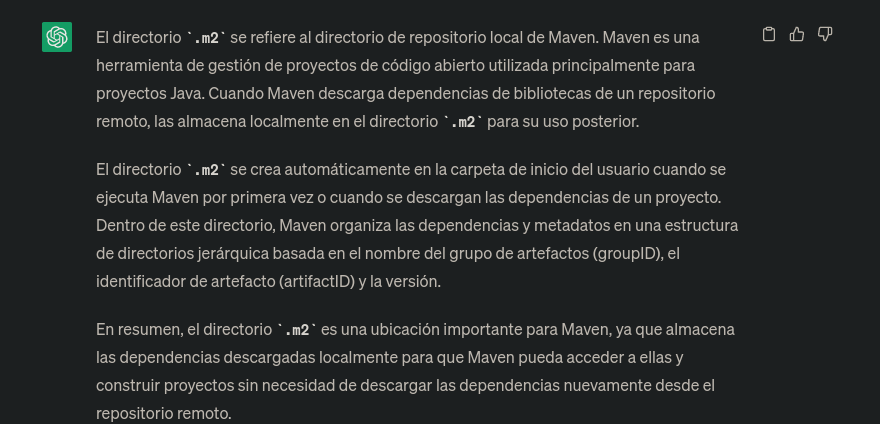 El directorio `.m2` se refiere al directorio de repositorio local de Maven. Maven es una
herramienta de gestión de proyectos de código abierto utilizada principalmente para
proyectos Java. Cuando Maven descarga dependencias de bibliotecas de un repositorio
remoto, las almacena localmente en el directorio `.m2` para su uso posterior.
El directorio `.m2` se crea automáticamente en la carpeta de inicio del usuario cuando se
ejecuta Maven por primera vez o cuando se descargan las dependencias de un proyecto.
Dentro de este directorio, Maven organiza las dependencias y metadatos en una estructura
de directorios jerárquica basada en el nombre del grupo de artefactos (groupID), el
identificador de artefacto (artifactID) y la versión.
En resumen, el directorio `.m2` es una ubicación importante para Maven, ya que almacena
las dependencias descargadas localmente para que Maven pueda acceder a ellas y
construir proyectos sin necesidad de descargar las dependencias nuevamente desde el
repositorio remoto.